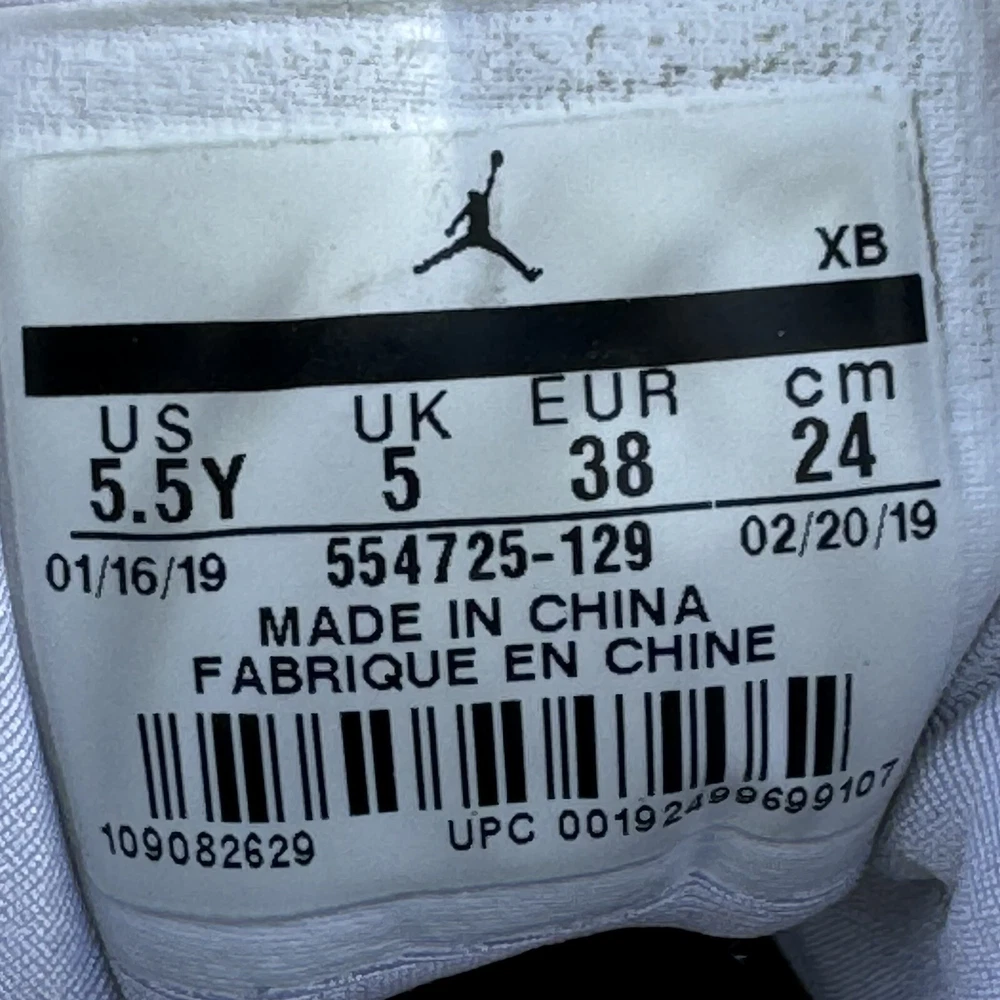 XB
US UK EUR cm
5.5Y 5 38 24
01/16/19 554725-129 02/20/19
MADE IN CHINA
FABRIQUE EN CHINE
109082629 UPC 00192499699107